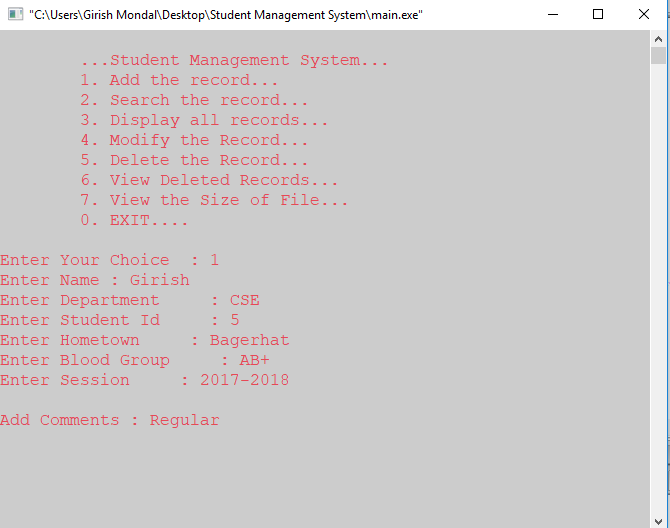 "C:\Users\Girish Mondal\Desktop\Student Management System\main.exe"
...Student Management System...
1. Add the record...
2. Search the record...
3. Display all records...
4. Modify the Record...
5. Delete the Record...
6. View Deleted Records...
7. View the Size of File...
0. EXIT....
Enter Your Choice  : 1
Enter Name : Girish
Enter Department     : CSE
Enter Student Id     : 5
Enter Hometown     : Bagerhat
Enter Blood Group     : AB+
Enter Session     : 2017-2018
Add Comments : Regular